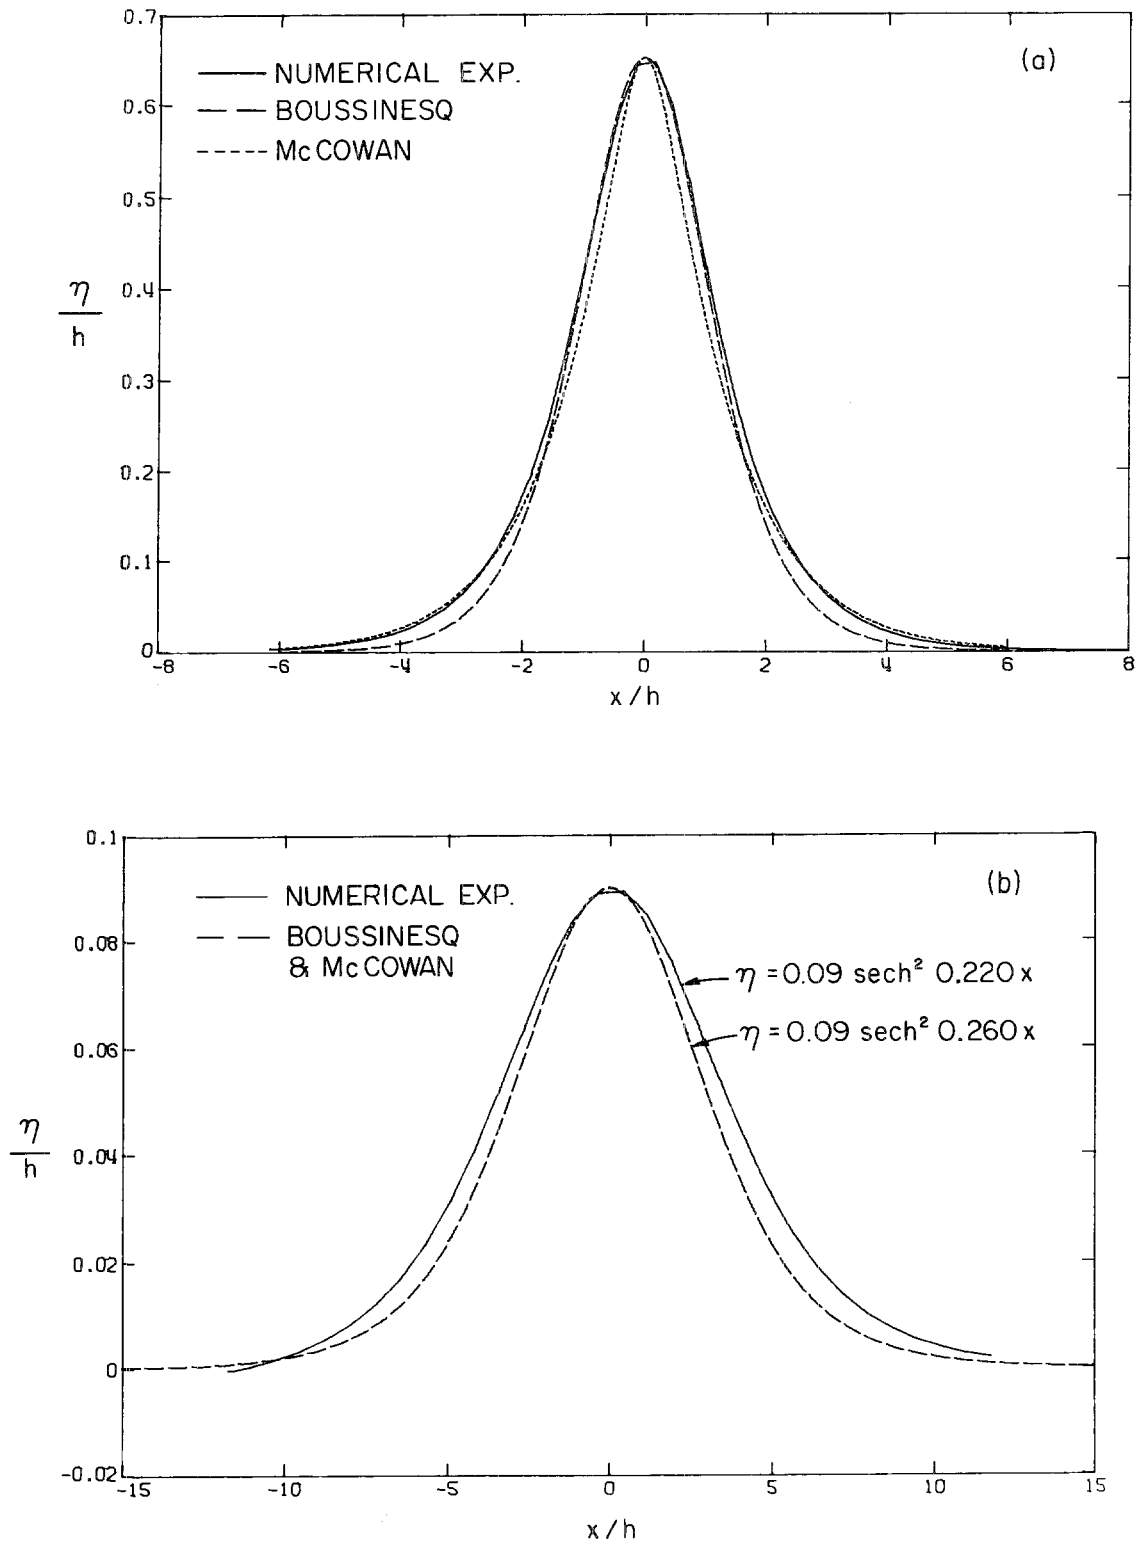 0.7
(a)
NUMERICAL EXP.
BOUSSINESQ
McCOWAN
0.6
0.5
0.4
η/h
0.3
0.2
0.1
0
-8 -6 -4 -2 0 2 4 6 8
x/h
0.1
(b)
NUMERICAL EXP.
BOUSSINESQ
& McCOWAN
0.08
η = 0.09 sech² 0.220x
η = 0.09 sech² 0.260x
0.06
η/h
0.04
0.02
0
-0.02
-15 -10 -5 0 5 10 15
x/h